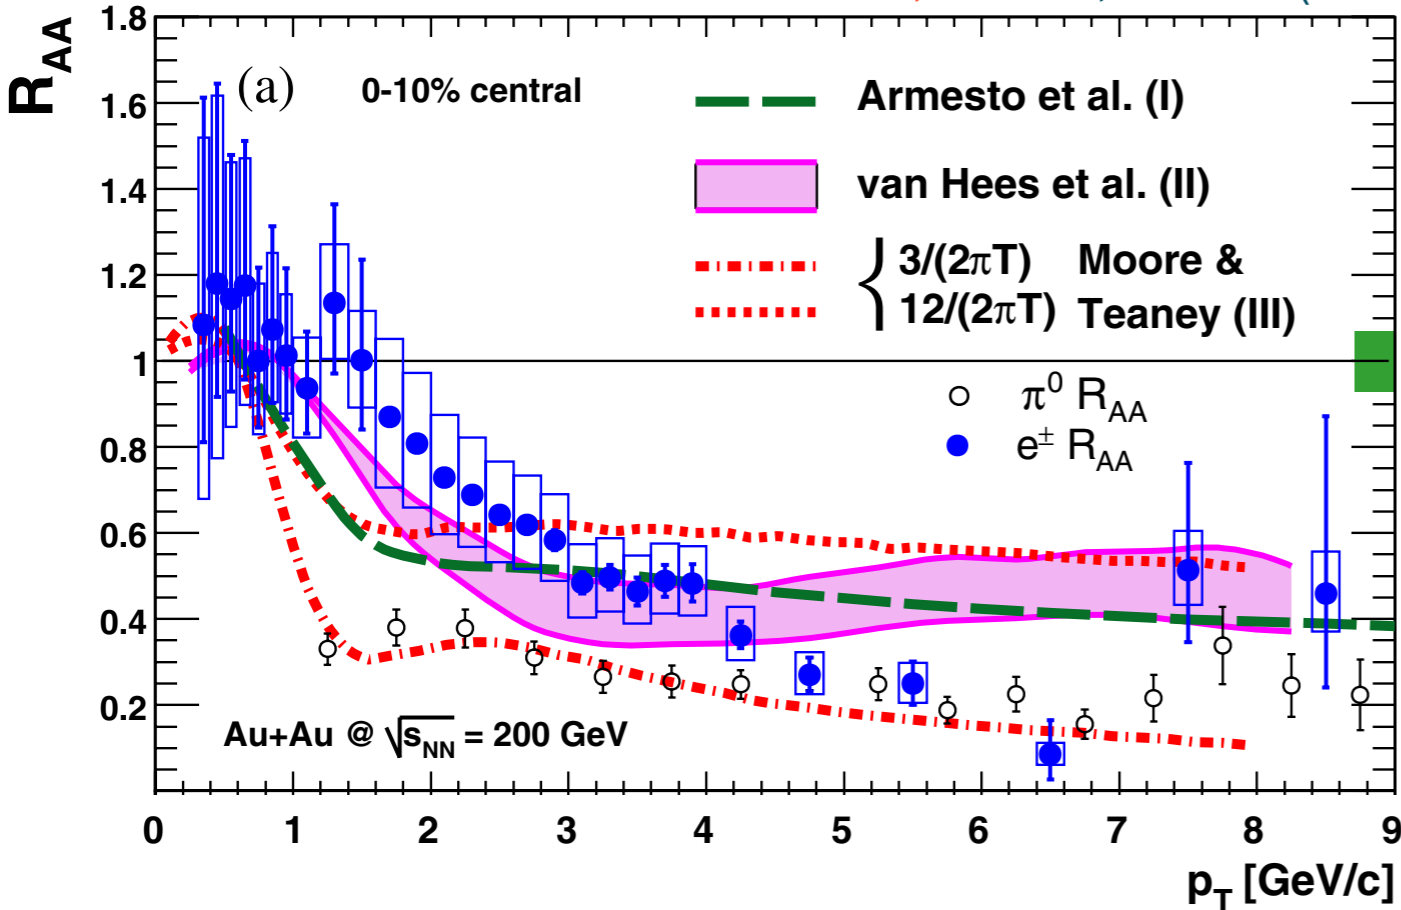 R_AA
1.8
1.6
1.4
1.2
1
0.8
0.6
0.4
0.2
(a)
0-10% central
Armesto et al. (I)
van Hees et al. (II)
3/(2πT)
12/(2πT)
Moore &
Teaney (III)
π⁰ R_AA
e± R_AA
Au+Au @ √s_NN = 200 GeV
0 1 2 3 4 5 6 7 8 9
p_T [GeV/c]